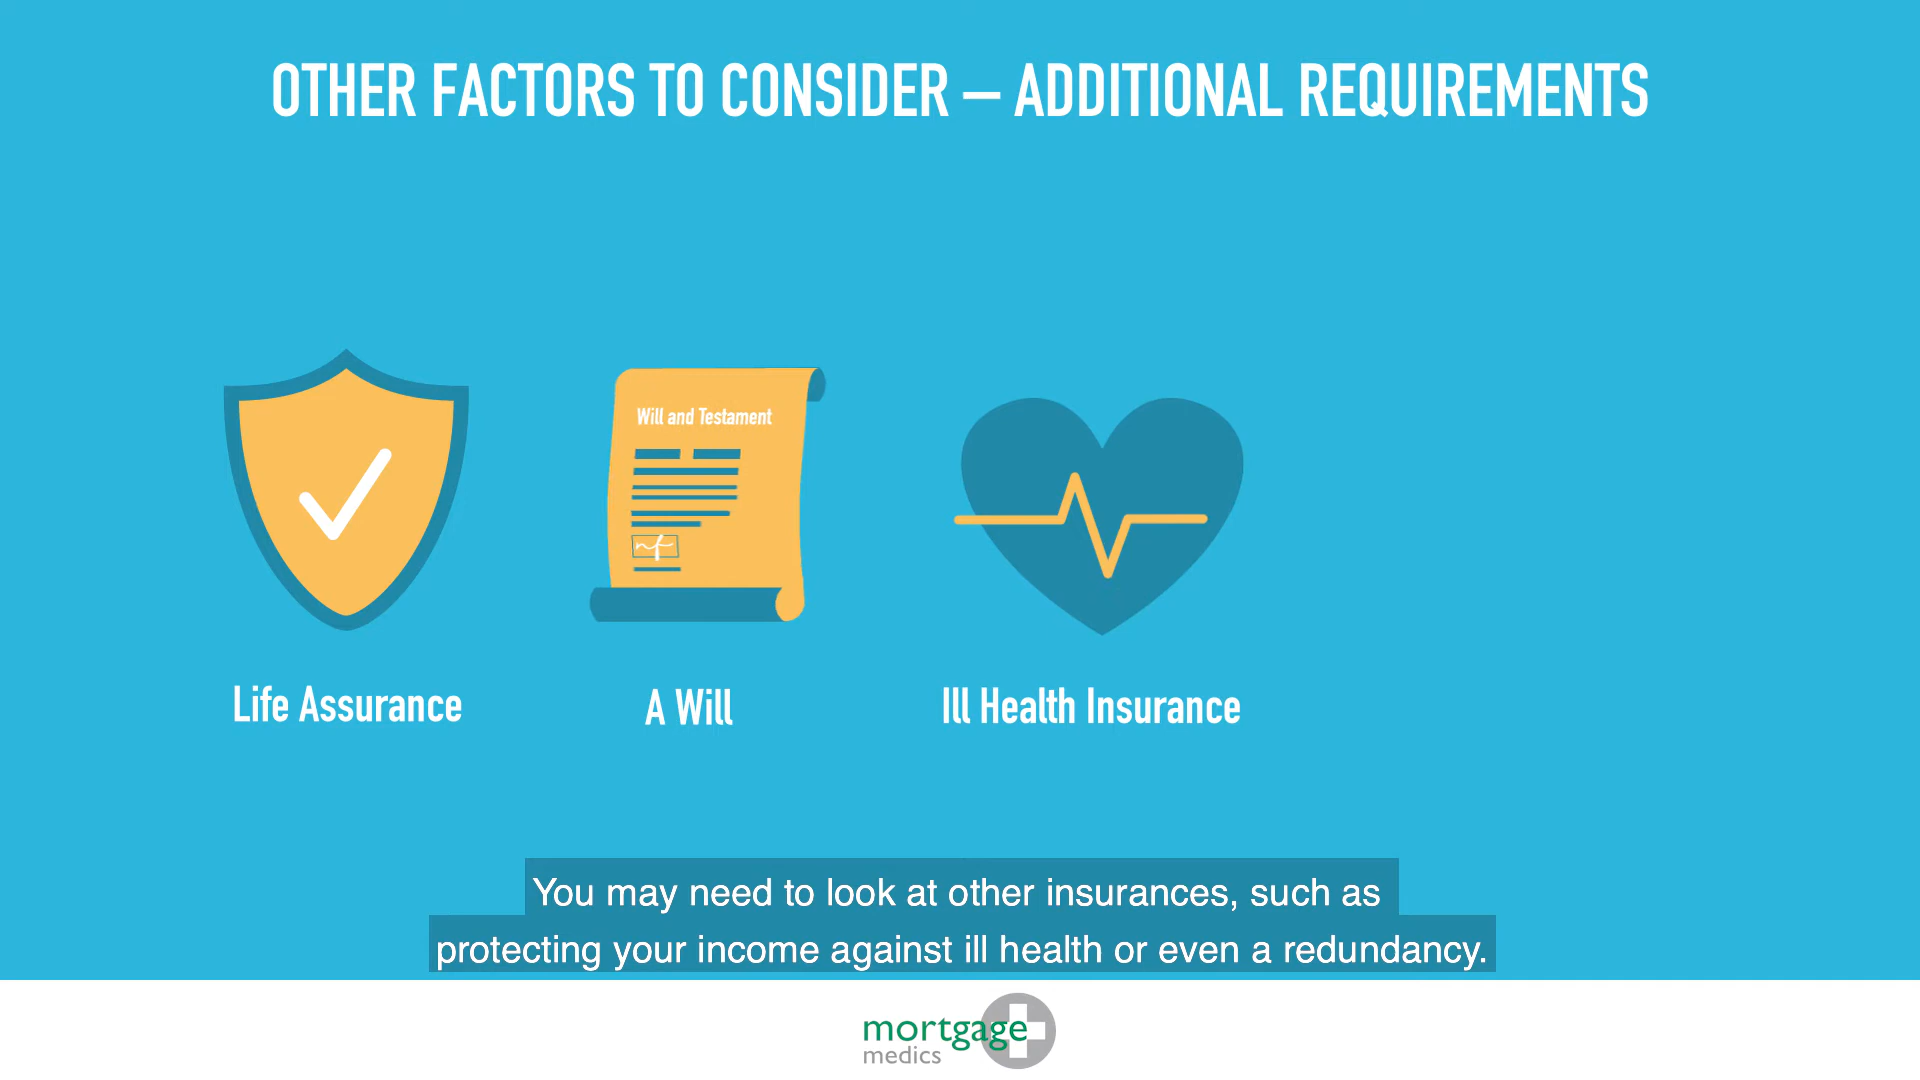 OTHER FACTORS TO CONSIDER – ADDITIONAL REQUIREMENTS
Will and Testament
Life Assurance
A Will
Ill Health Insurance
You may need to look at other insurances, such as
protecting your income against ill health or even a redundancy.
mortgage
medics